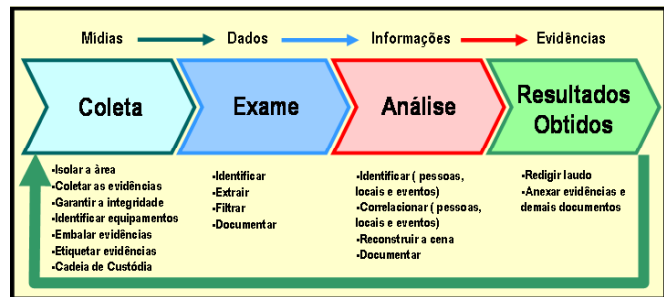 Mídias Dados Informações Evidências
Coleta
Exame
Análise
Resultados
Obtidos
-Isolar a àrea
-Coletar as evidências
-Garantir a integridade
-Identificar equipamentos
-Embalar evidências
-Etiquetar evidências
-Cadeia de Custódia
-Identificar
-Extrair
-Filtrar
-Documentar
-Identificar ( pessoas,
locais e eventos)
-Correlacionar ( pessoas,
locais e eventos)
-Reconstruir a cena
-Documentar
-Redigir laudo
-Anexar evidências e
demais documentos